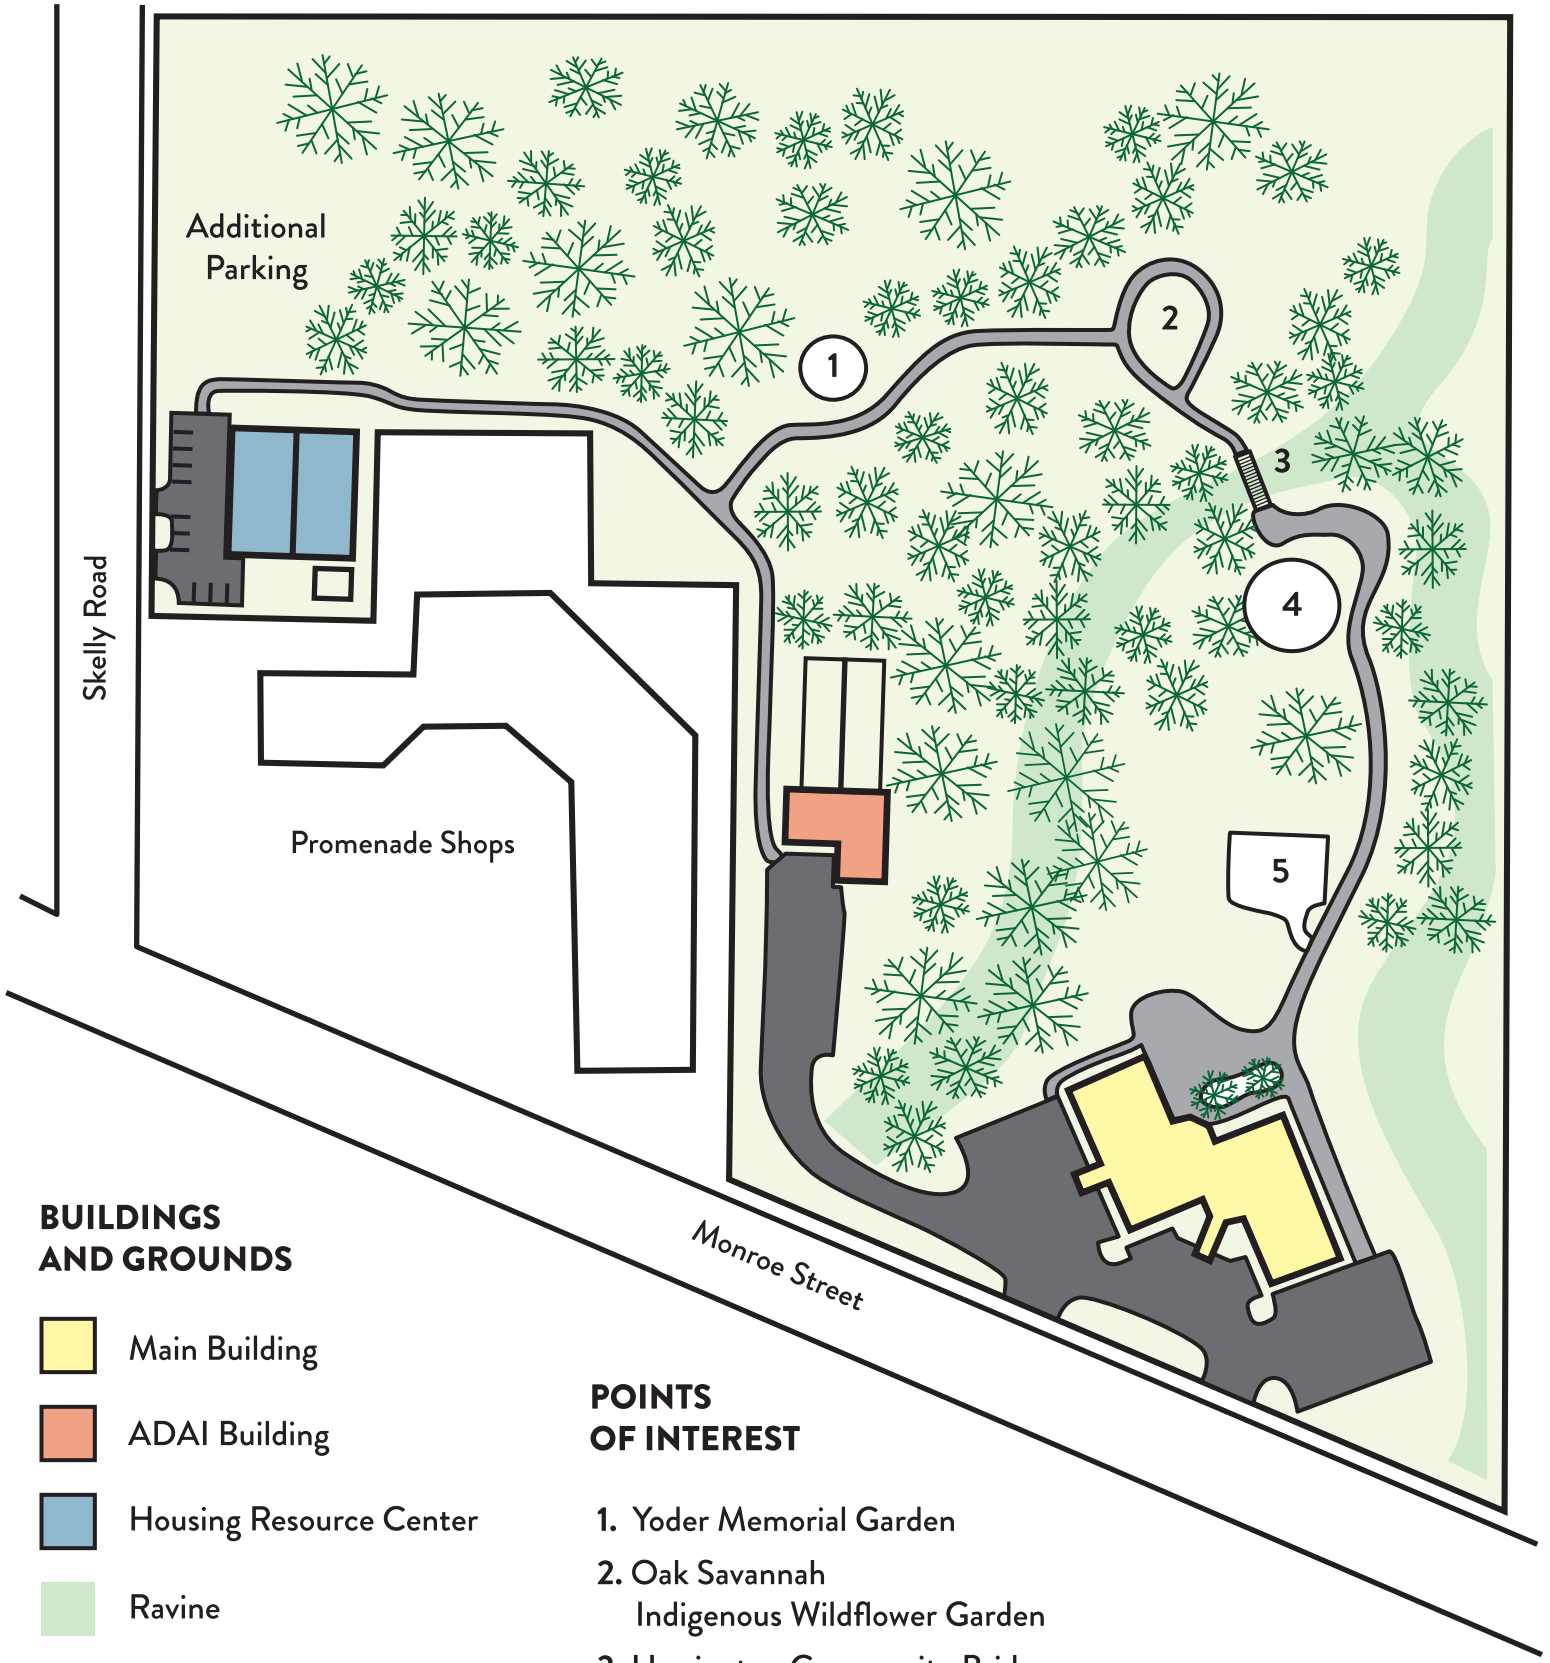 Additional
Parking
1
2
3
4
5
Skelly Road
Promenade Shops
Monroe Street
BUILDINGS
AND GROUNDS
Main Building
ADAI Building
Housing Resource Center
Ravine
POINTS
OF INTEREST
1. Yoder Memorial Garden
2. Oak Savannah
Indigenous Wildflower Garden